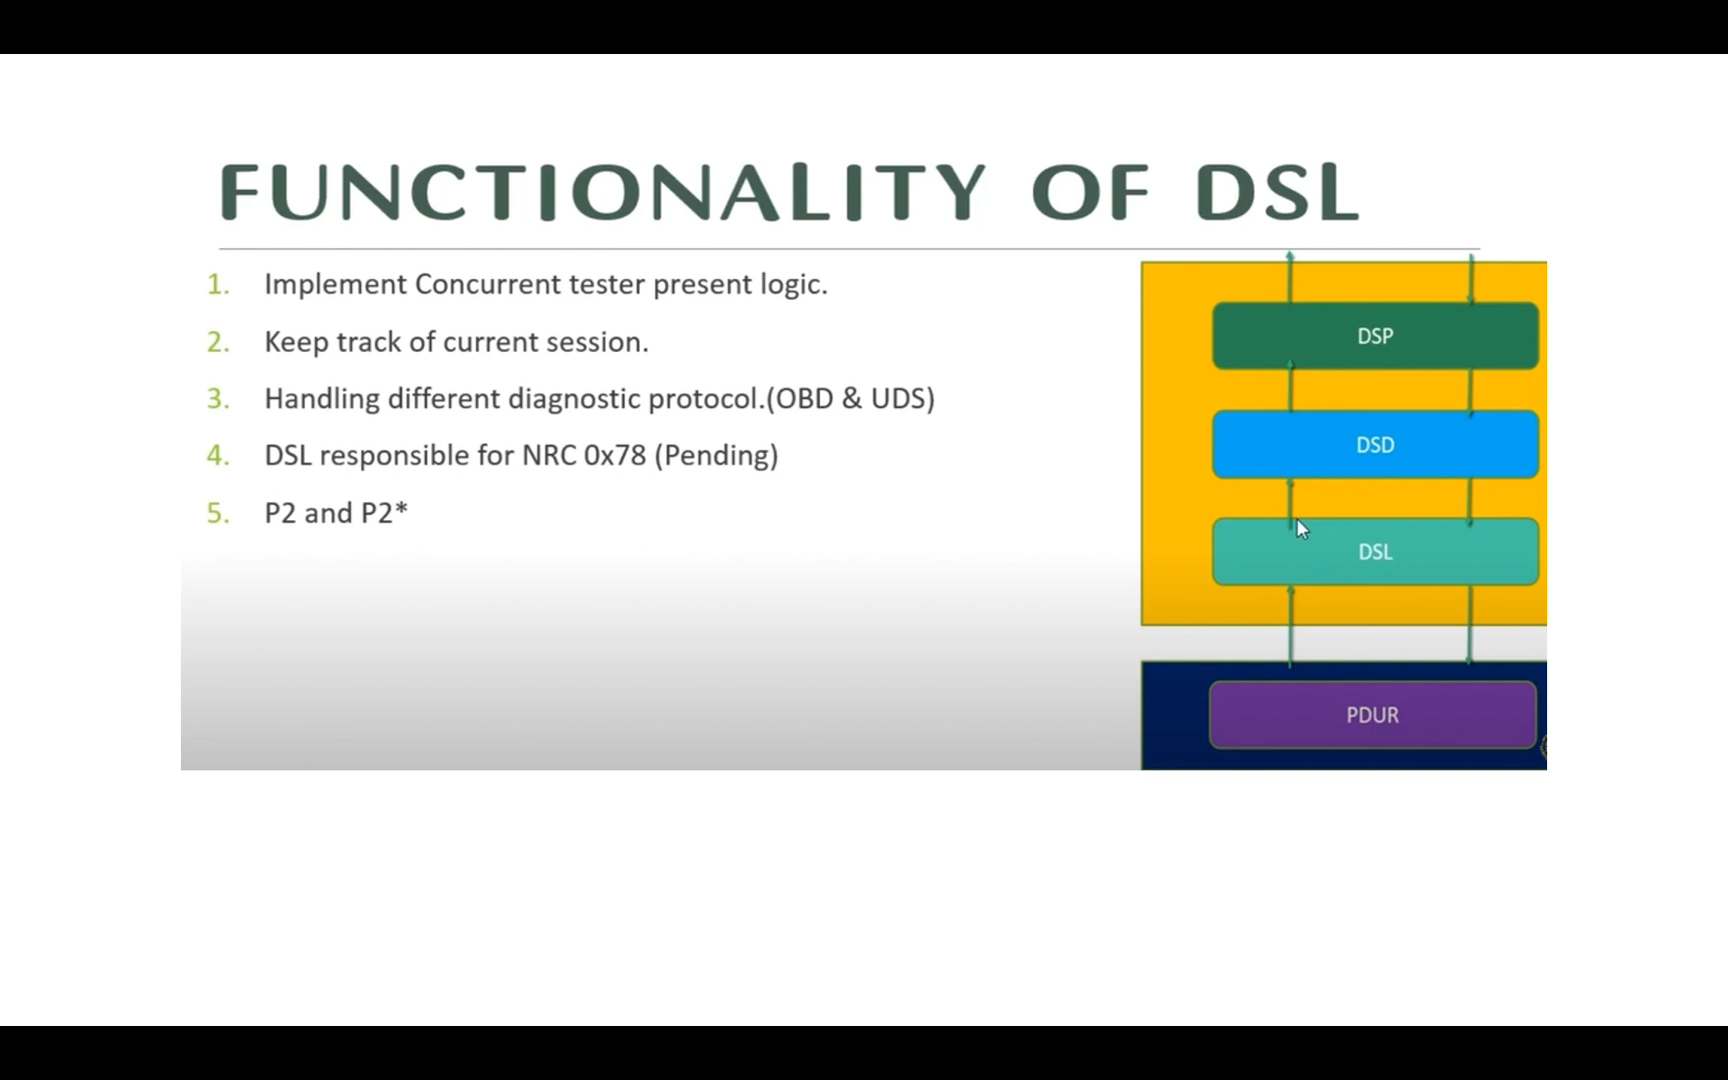 FUNCTIONALITY OF DSL
1. Implement Concurrent tester present logic.
2. Keep track of current session.
3. Handling different diagnostic protocol.(OBD & UDS)
4. DSL responsible for NRC 0x78 (Pending)
5. P2 and P2*
DSP
DSD
DSL
PDUR